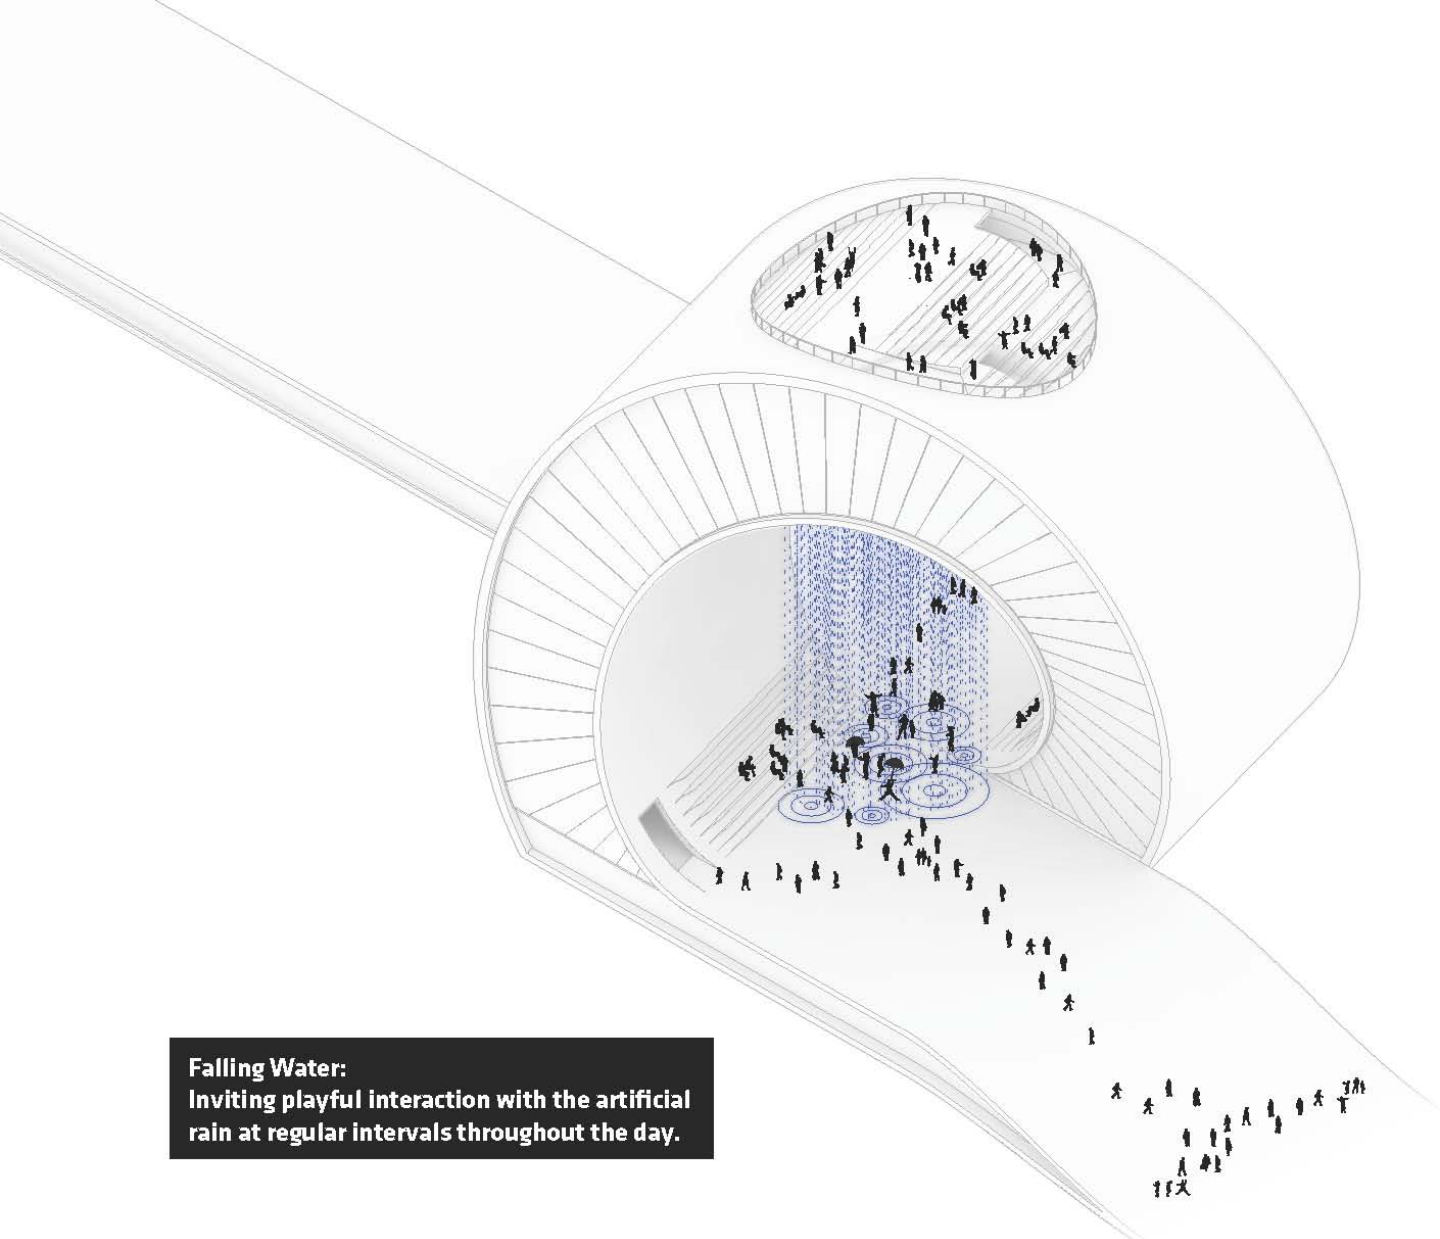 Falling Water:
Inviting playful interaction with the artificial
rain at regular intervals throughout the day.